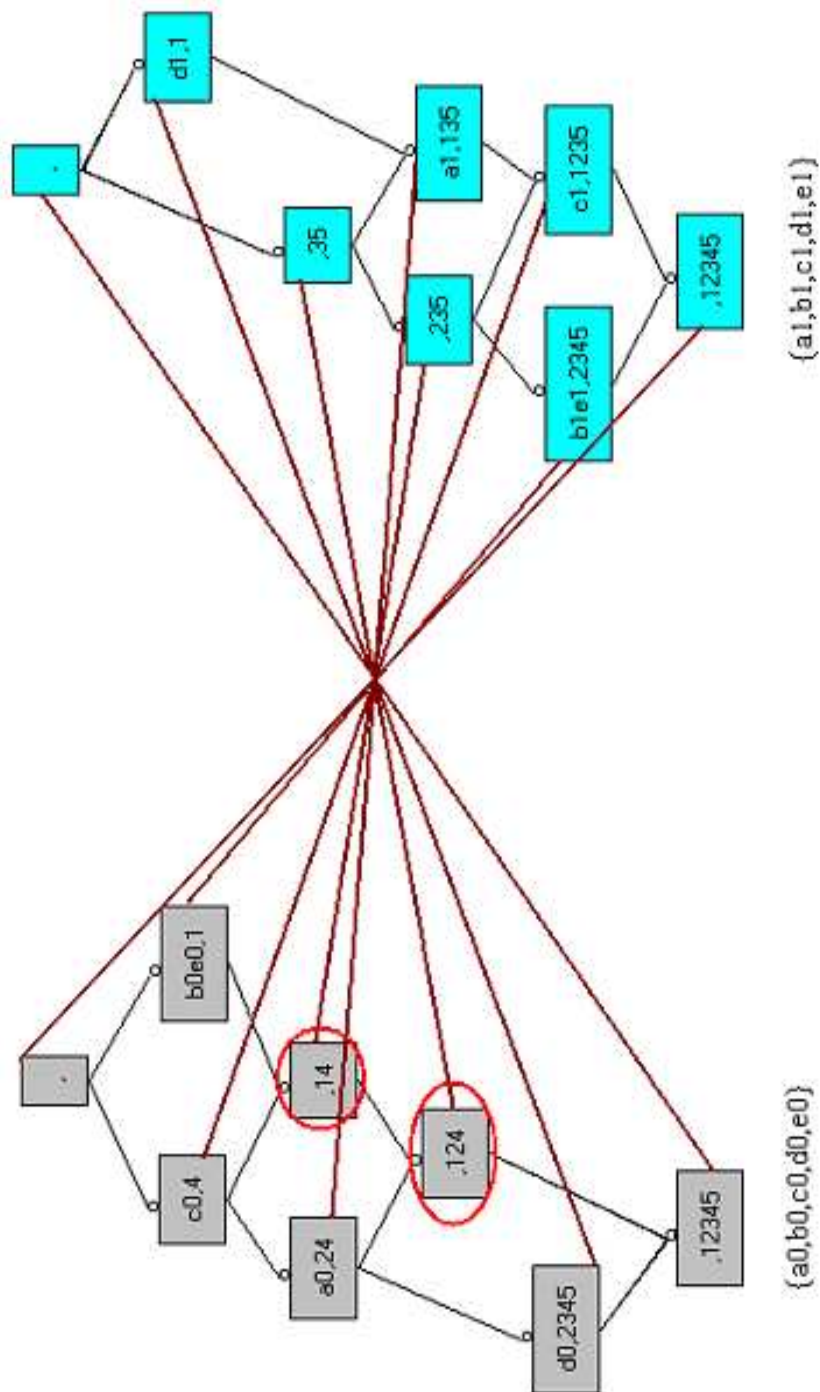 ,
c0,4
b0e0,1
a0,24
,14
,124
d0,2345
,12345
{a0,b0,c0,d0,e0}
,
d1,1
,35
,235
a1,135
b1e1,2345
c1,1235
,12345
{a1,b1,c1,d1,e1}